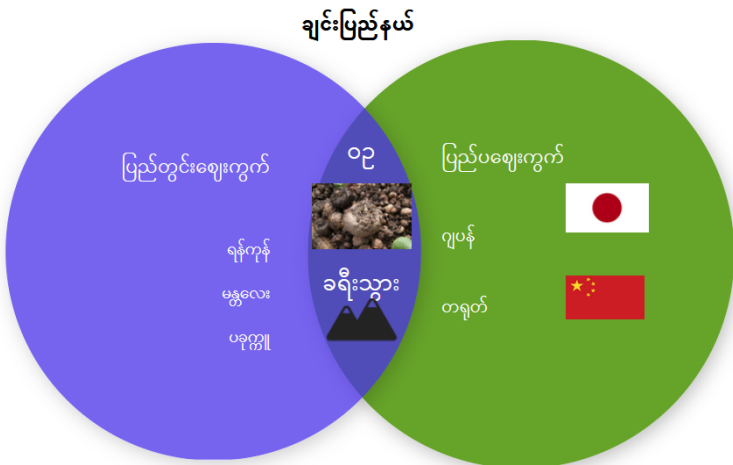 ချင်းပြည်နယ်
ပြည်တွင်းဈေးကွက်
ရန်ကုန်
မန္တလေး
ပခုက္ကူ
ဝဥ
ခရီးသွား
ပြည်ပဈေးကွက်
ဂျပန်
တရုတ်